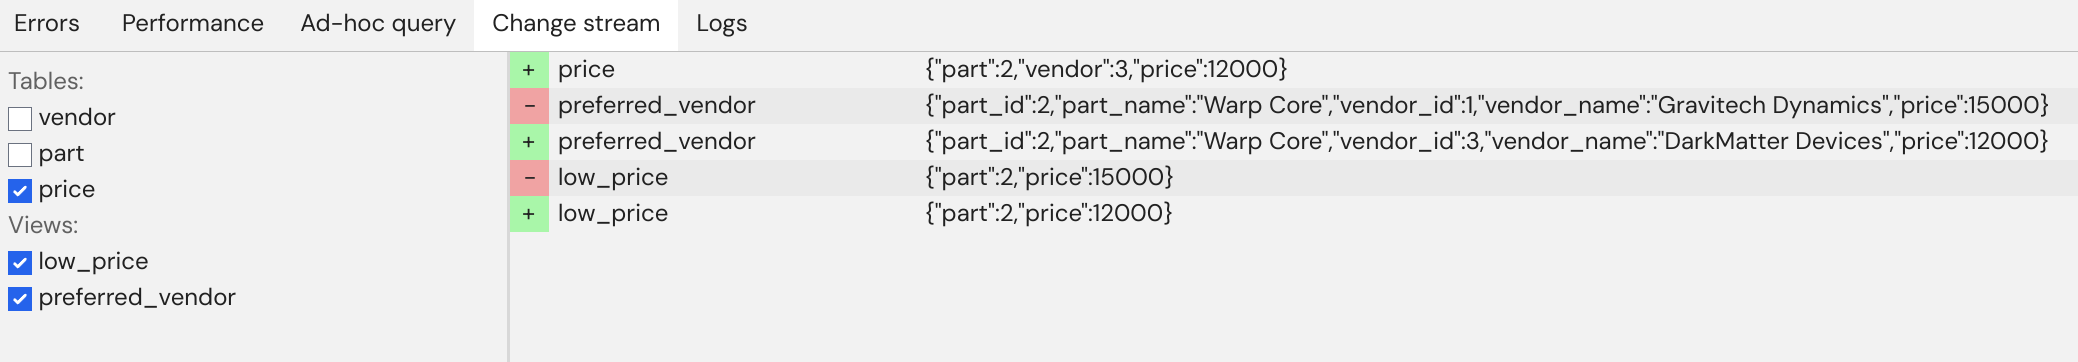 Errors Performance Ad-hoc query Change stream Logs
Tables:
vendor
part
price
Views:
low_price
preferred_vendor
+ price {"part":2,"vendor":3,"price":12000}
- preferred_vendor {"part_id":2,"part_name":"Warp Core","vendor_id":1,"vendor_name":"Gravitech Dynamics","price":15000}
+ preferred_vendor {"part_id":2,"part_name":"Warp Core","vendor_id":3,"vendor_name":"DarkMatter Devices","price":12000}
- low_price {"part":2,"price":15000}
+ low_price {"part":2,"price":12000}